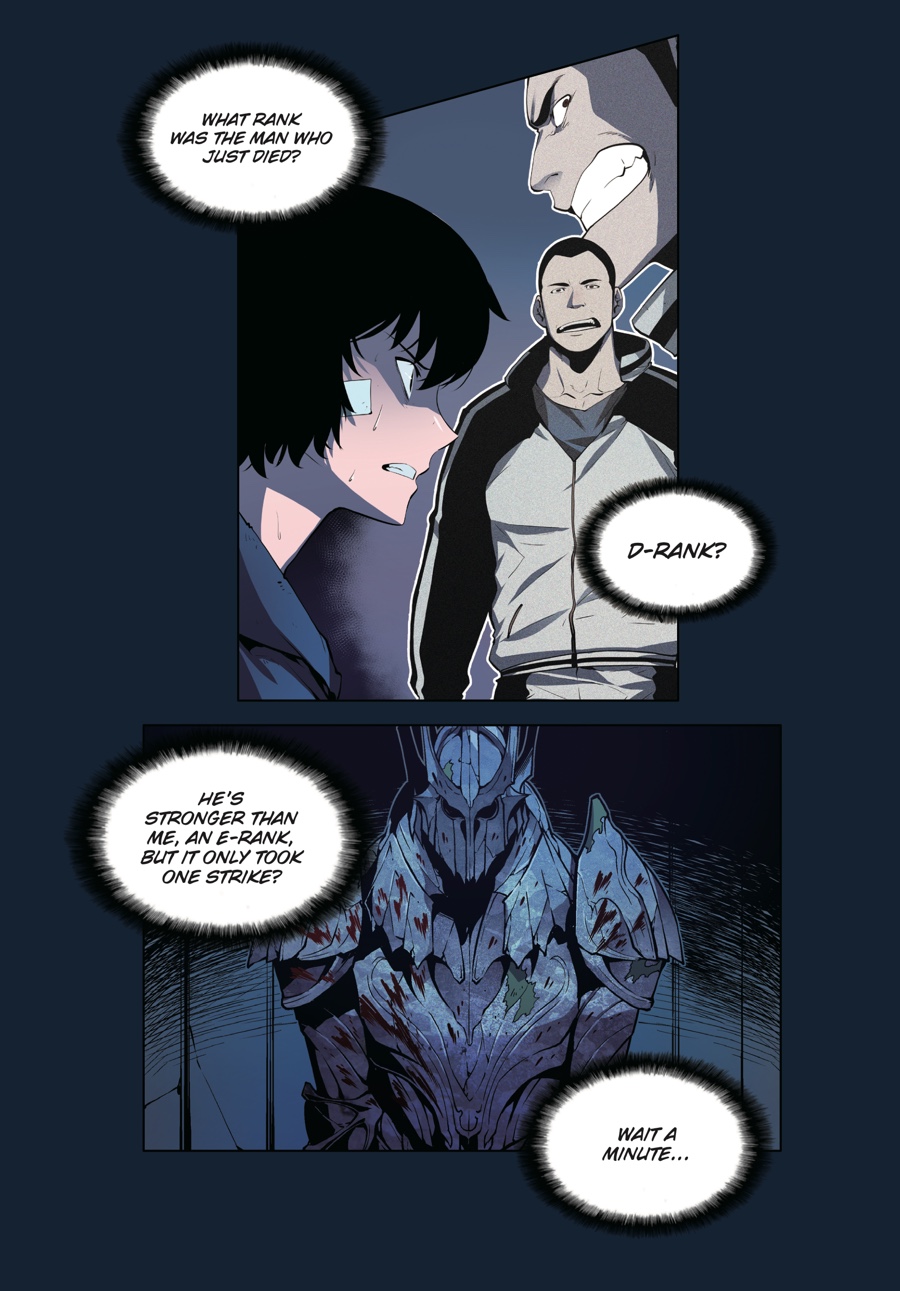 WHAT RANK
WAS THE MAN WHO
JUST DIED?
D-RANK?
HE'S
STRONGER THAN
ME, AN E-RANK,
BUT IT ONLY TOOK
ONE STRIKE?
WAIT A
MINUTE...